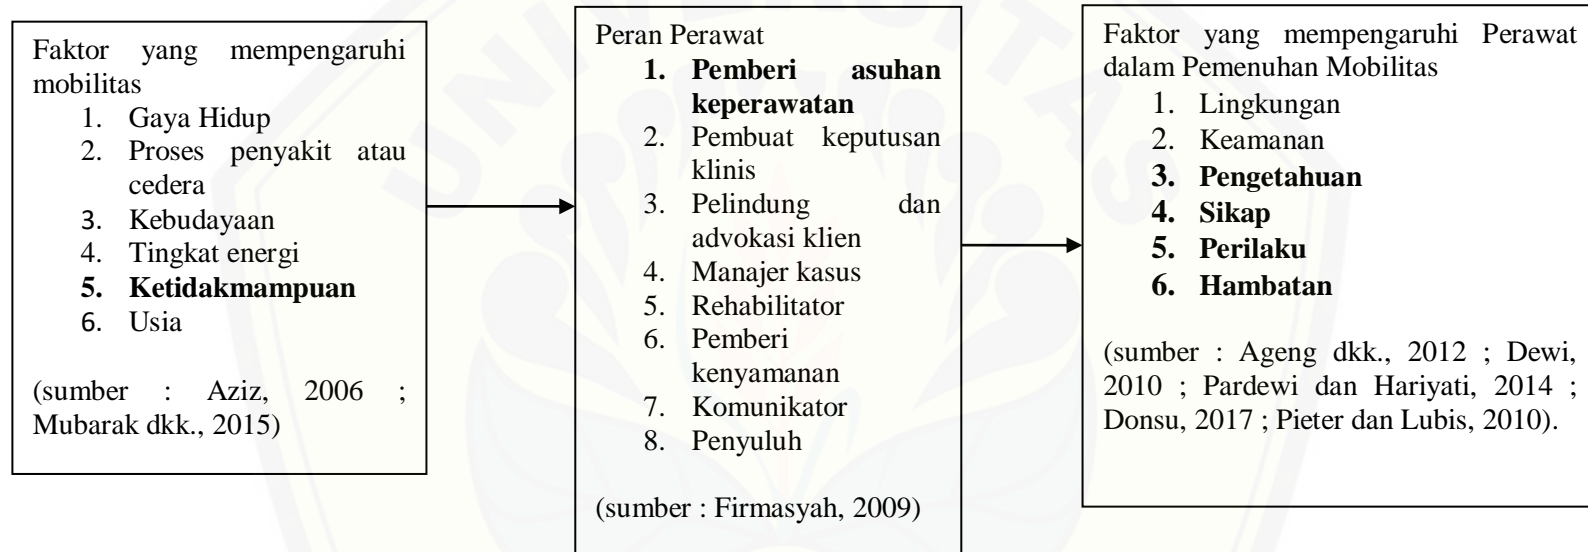 Faktor yang mempengaruhi
mobilitas
1. Gaya Hidup
2. Proses penyakit atau
cedera
3. Kebudayaan
4. Tingkat energi
5. Ketidakmampuan
6. Usia
(sumber : Aziz, 2006 ;
Mubarak dkk., 2015)
Peran Perawat
1. Pemberi asuhan
keperawatan
2. Pembuat keputusan
klinis
3. Pelindung dan
advokasi klien
4. Manajer kasus
5. Rehabilitator
6. Pemberi
kenyamanan
7. Komunikator
8. Penyuluh
(sumber : Firmasyah, 2009)
Faktor yang mempengaruhi Perawat
dalam Pemenuhan Mobilitas
1. Lingkungan
2. Keamanan
3. Pengetahuan
4. Sikap
5. Perilaku
6. Hambatan
(sumber : Ageng dkk., 2012 ; Dewi,
2010 ; Pardewi dan Hariyati, 2014 ;
Donsu, 2017 ; Pieter dan Lubis, 2010).
UNIVERSITAS